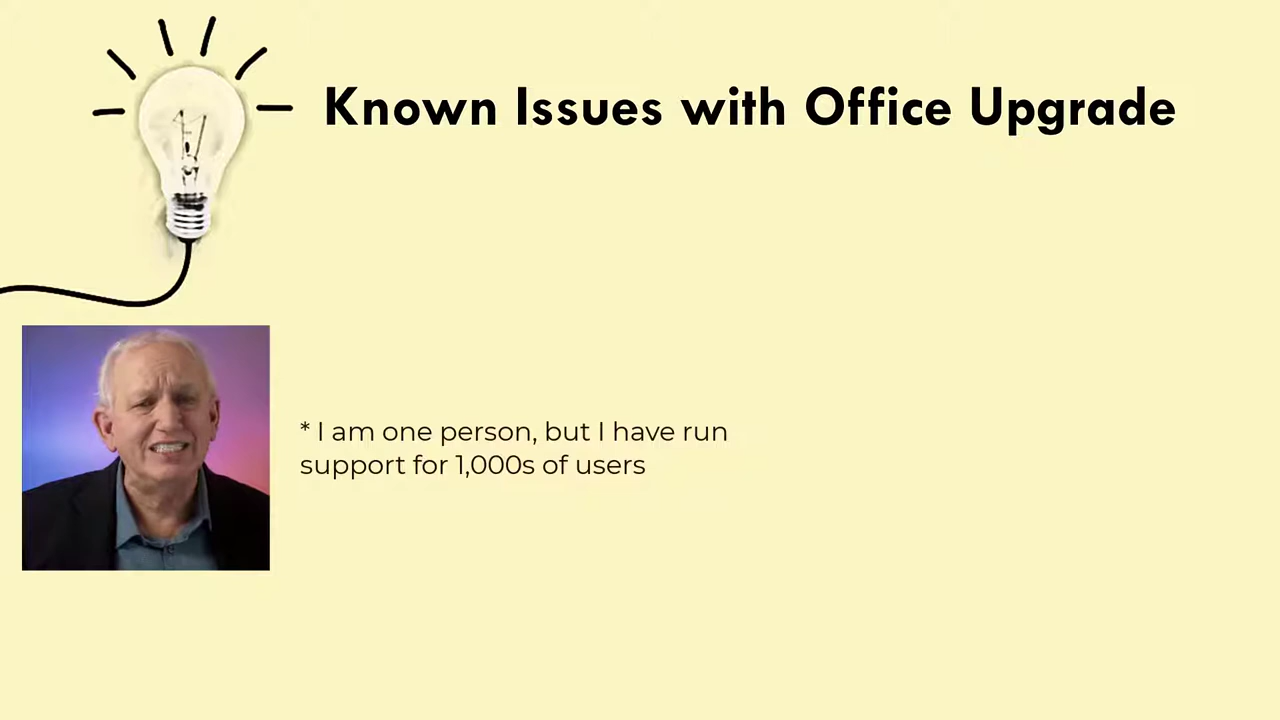 Known Issues with Office Upgrade
* I am one person, but I have run
support for 1,000s of users